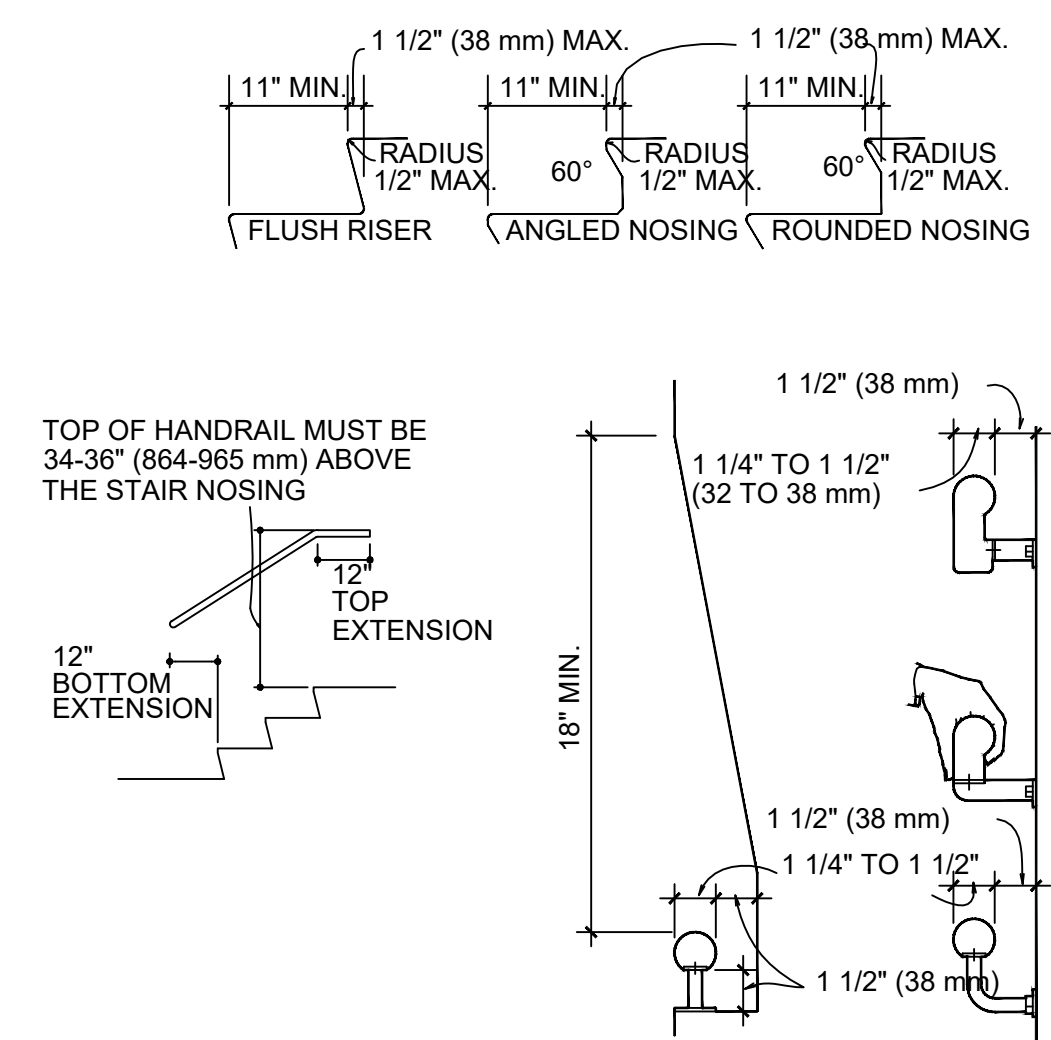 1 1/2" (38 mm) MAX.
1 1/2" (38 mm) MAX.
11" MIN.
11" MIN.
11" MIN.
RADIUS
1/2" MAX.
60°
RADIUS
1/2" MAX.
60°
RADIUS
1/2" MAX.
FLUSH RISER
ANGLED NOSING
ROUNDED NOSING
1 1/2" (38 mm)
TOP OF HANDRAIL MUST BE
34-36" (864-965 mm) ABOVE
THE STAIR NOSING
1 1/4" TO 1 1/2"
(32 TO 38 mm)
12"
TOP
EXTENSION
12"
BOTTOM
EXTENSION
18" MIN.
1 1/2" (38 mm)
1 1/4" TO 1 1/2"
1 1/2" (38 mm)